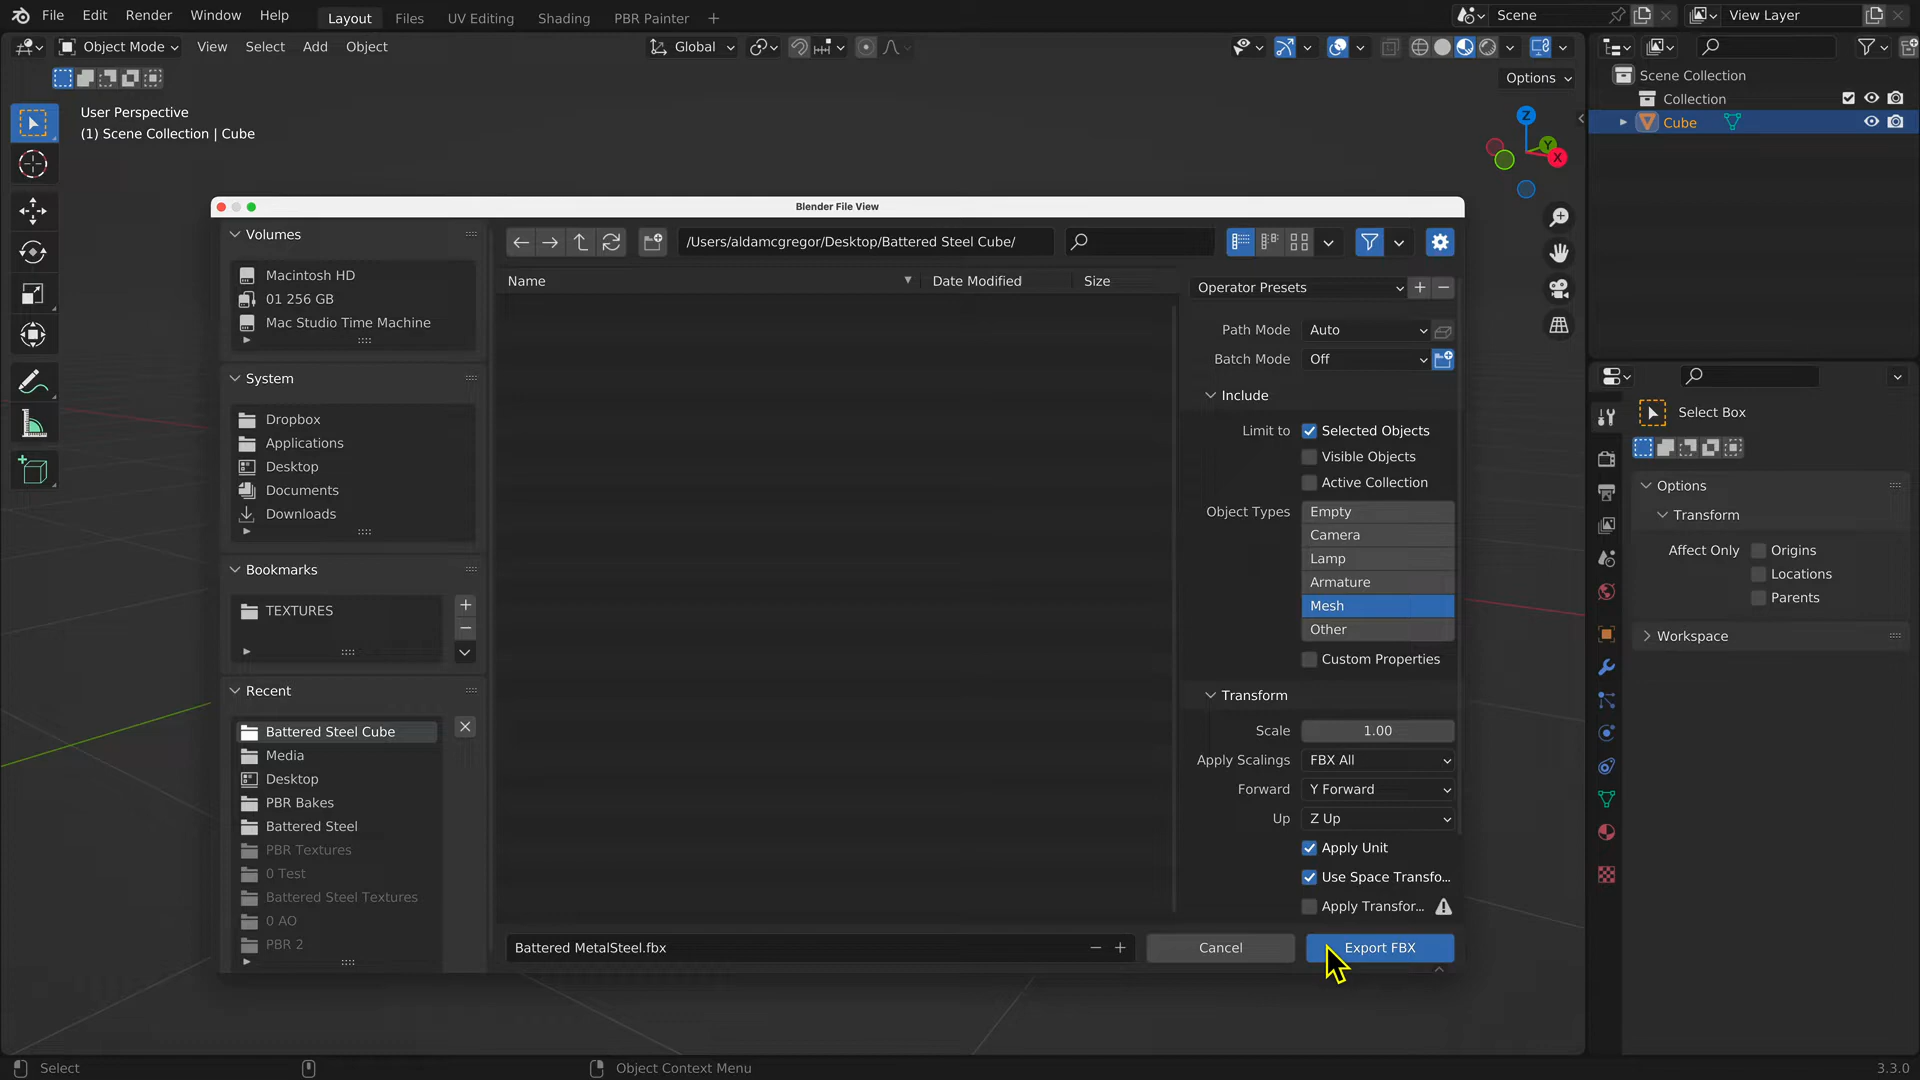 File Edit Render Window Help Layout Files UV Editing Shading PBR Painter + Scene View Layer
Object Mode View Select Add Object Global
Options
User Perspective
(1) Scene Collection | Cube
Z
Y
X
Scene Collection
Collection
Cube
Blender File View
Volumes
Macintosh HD
01 256 GB
Mac Studio Time Machine
System
Dropbox
Applications
Desktop
Documents
Downloads
Bookmarks
TEXTURES
Recent
Battered Steel Cube
Media
Desktop
PBR Bakes
Battered Steel
PBR Textures
0 Test
Battered Steel Textures
0 AO
PBR 2
/Users/aldamcgregor/Desktop/Battered Steel Cube/
Name Date Modified Size
Operator Presets
Path Mode Auto
Batch Mode Off
Include
Limit to Selected Objects
Visible Objects
Active Collection
Object Types Empty
Camera
Lamp
Armature
Mesh
Other
Custom Properties
Transform
Scale 1.00
Apply Scalings FBX All
Forward Y Forward
Up Z Up
Apply Unit
Use Space Transfo...
Apply Transfor...
Battered MetalSteel.fbx Cancel Export FBX
Select Box
Options
Transform
Affect Only Origins
Locations
Parents
Workspace
Select Object Context Menu 3.3.0